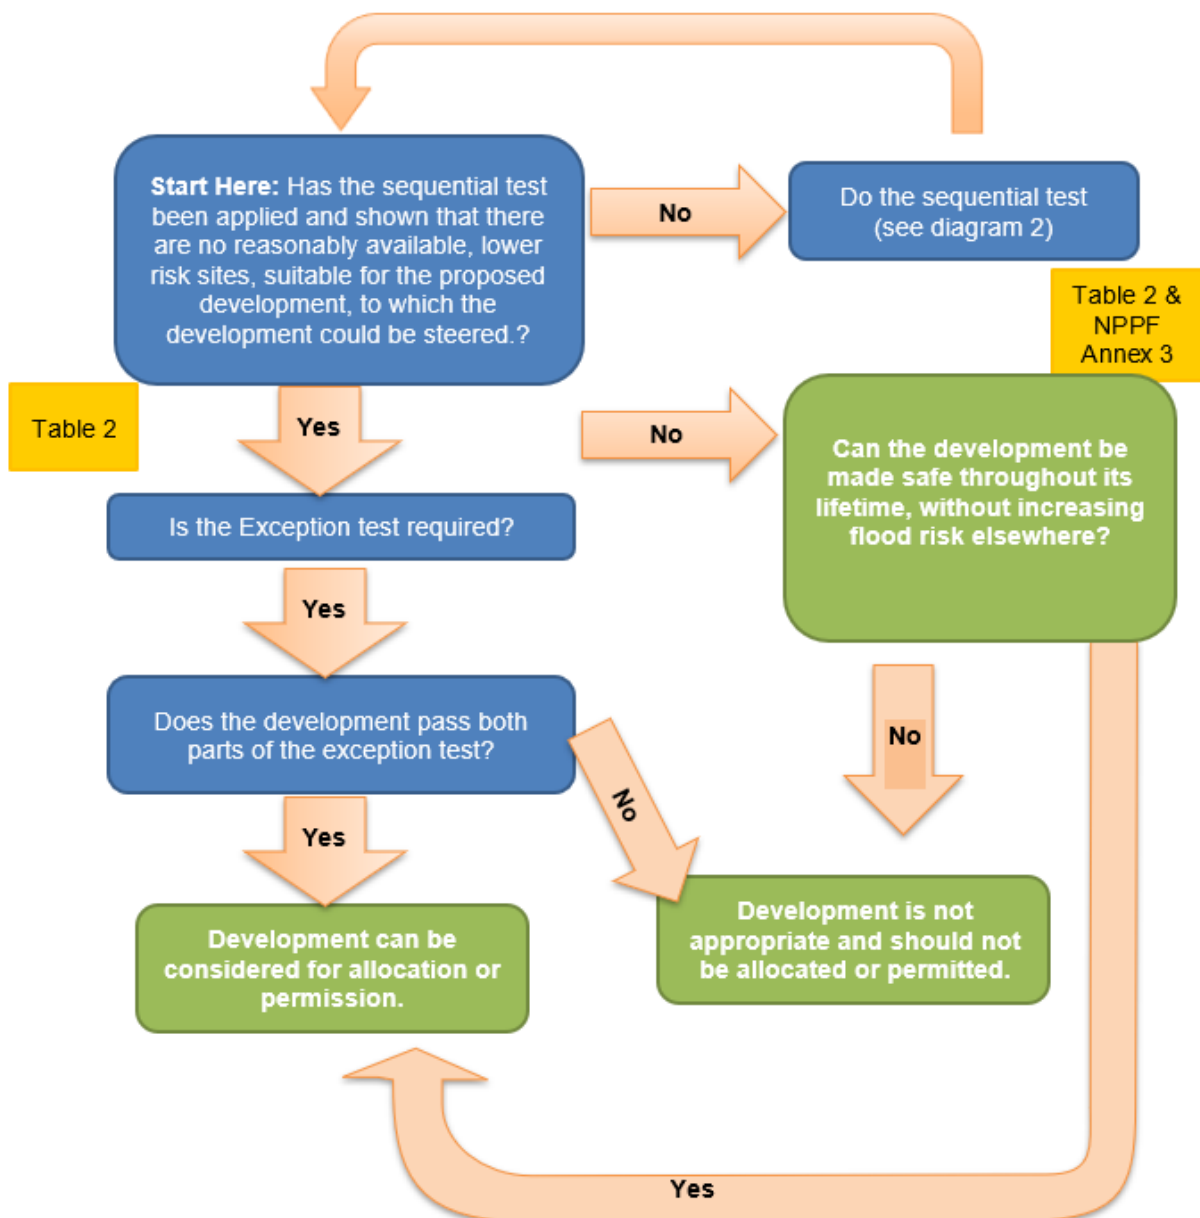 Start Here: Has the sequential test
been applied and shown that there
are no reasonably available, lower
risk sites, suitable for the proposed
development, to which the
development could be steered.?
No
Do the sequential test
(see diagram 2)
Table 2 &
NPPF
Annex 3
Table 2
Yes
No
Can the development be
made safe throughout its
lifetime, without increasing
flood risk elsewhere?
Is the Exception test required?
Yes
Does the development pass both
parts of the exception test?
No
No
Yes
Development can be
considered for allocation or
permission.
Development is not
appropriate and should not
be allocated or permitted.
Yes